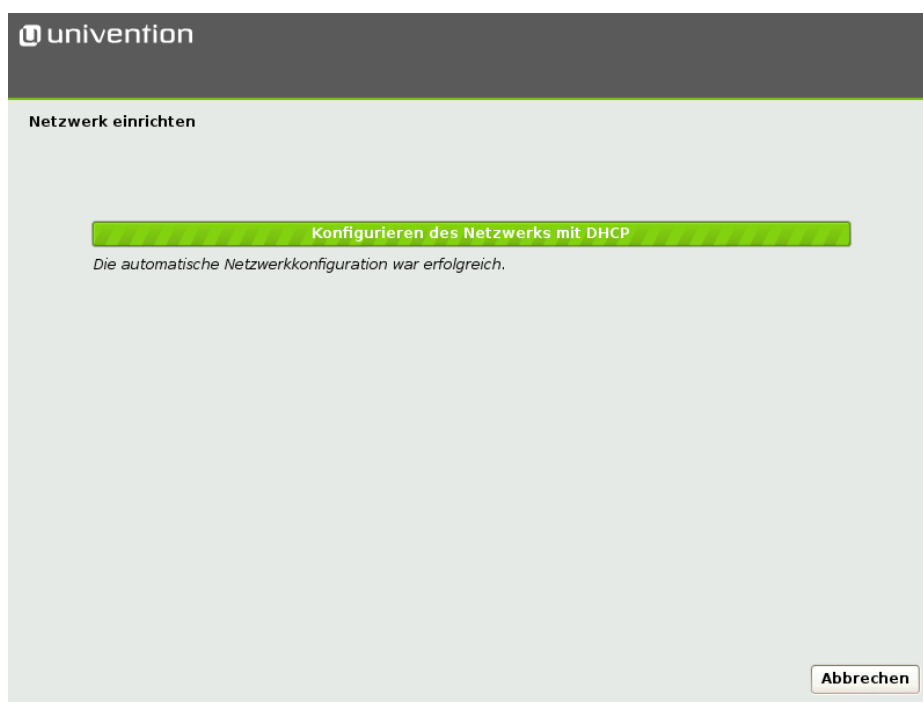 univention
Netzwerk einrichten
Konfigurieren des Netzwerks mit DHCP
Die automatische Netzwerkkonfiguration war erfolgreich.
Abbrechen